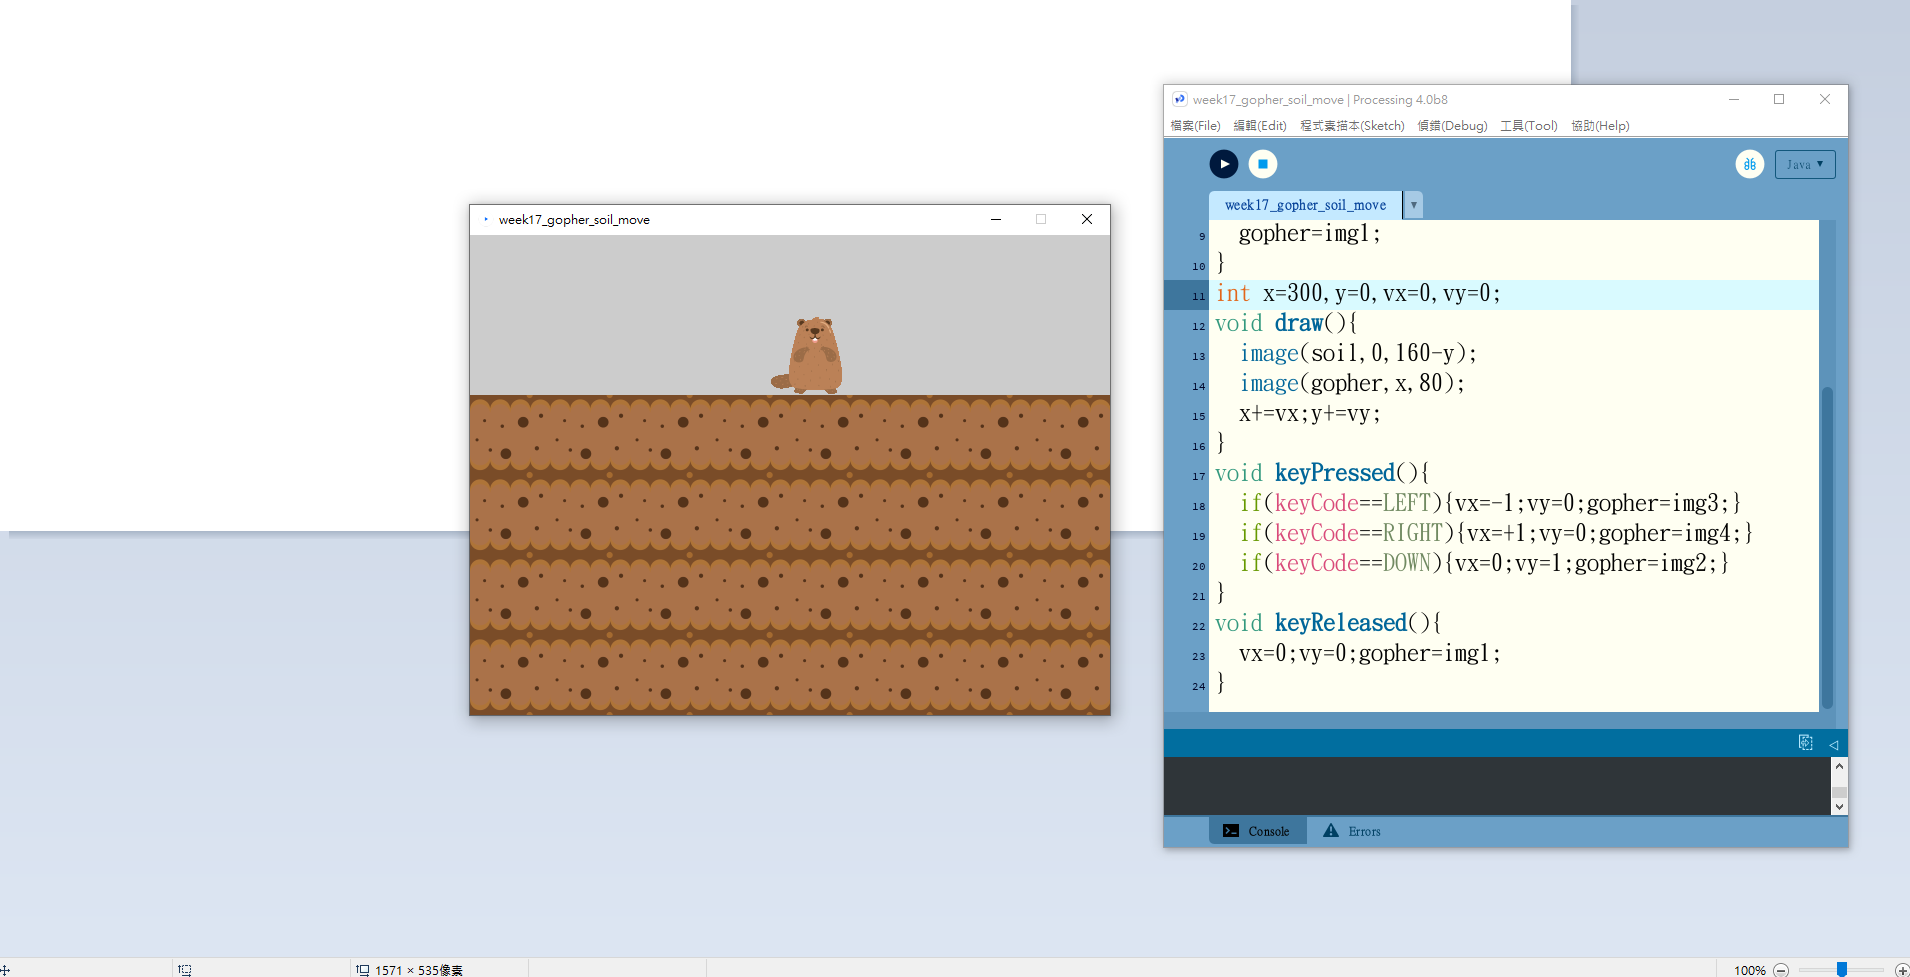 week17_gopher_soil_move | Processing 4.0b8
檔案(File) 編輯(Edit) 程式素描本(Sketch) 偵錯(Debug) 工具(Tool) 協助(Help)
Java ▼
week17_gopher_soil_move ▼
week17_gopher_soil_move
9 gopher=img1;
10 }
11 int x=300,y=0,vx=0,vy=0;
12 void draw(){
13 image(soil,0,160-y);
14 image(gopher,x,80);
15 x+=vx;y+=vy;
16 }
17 void keyPressed(){
18 if(keyCode==LEFT){vx=-1;vy=0;gopher=img3;}
19 if(keyCode==RIGHT){vx=+1;vy=0;gopher=img4;}
20 if(keyCode==DOWN){vx=0;vy=1;gopher=img2;}
21 }
22 void keyReleased(){
23 vx=0;vy=0;gopher=img1;
24 }
Console Errors
1571 × 535像素
100%